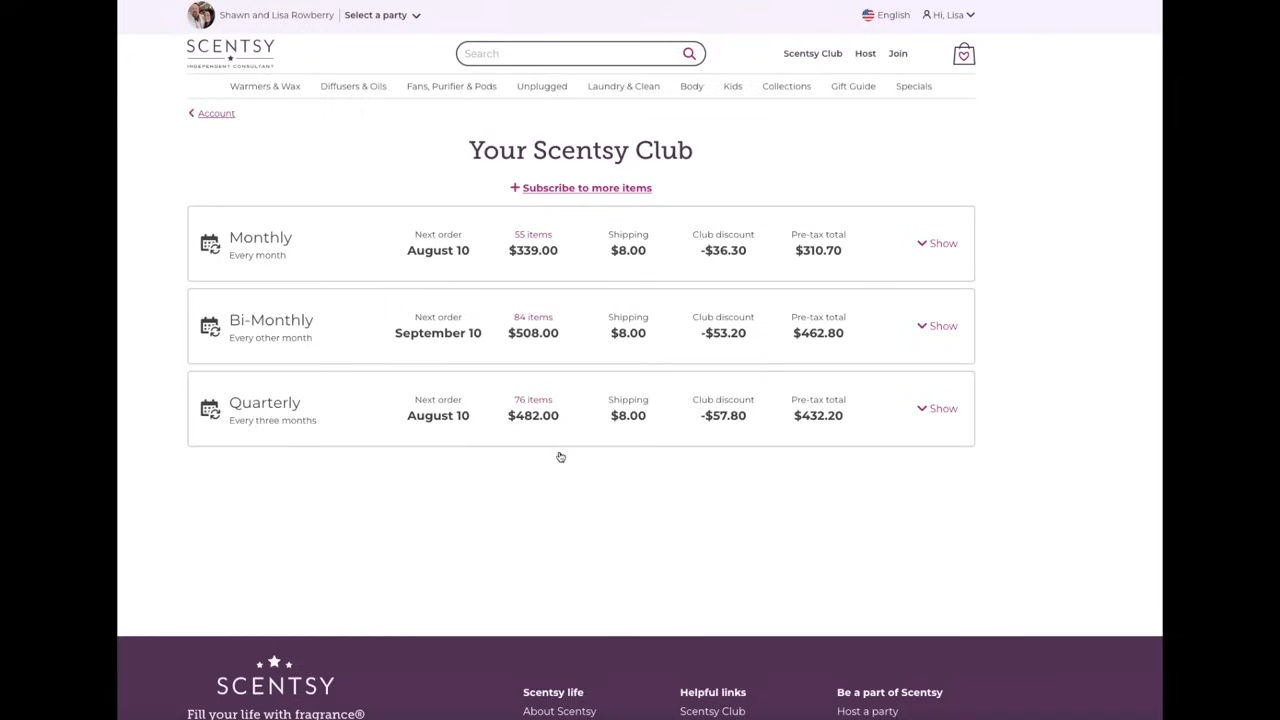 Shawn and Lisa Rowberry | Select a party
English Hi, Lisa
SCENTSY
INDEPENDENT CONSULTANT
Search
Scentsy Club Host Join
Warmers & Wax Diffusers & Oils Fans, Purifier & Pods Unplugged Laundry & Clean Body Kids Collections Gift Guide Specials
Account
Your Scentsy Club
+ Subscribe to more items
Monthly
Every month
Next order
August 10
55 items
$339.00
Shipping
$8.00
Club discount
-$36.30
Pre-tax total
$310.70
Show
Bi-Monthly
Every other month
Next order
September 10
84 items
$508.00
Shipping
$8.00
Club discount
-$53.20
Pre-tax total
$462.80
Show
Quarterly
Every three months
Next order
August 10
76 items
$482.00
Shipping
$8.00
Club discount
-$57.80
Pre-tax total
$432.20
Show
SCENTSY
Fill your life with fragrance®
Scentsy life
About Scentsy
Helpful links
Scentsy Club
Be a part of Scentsy
Host a party